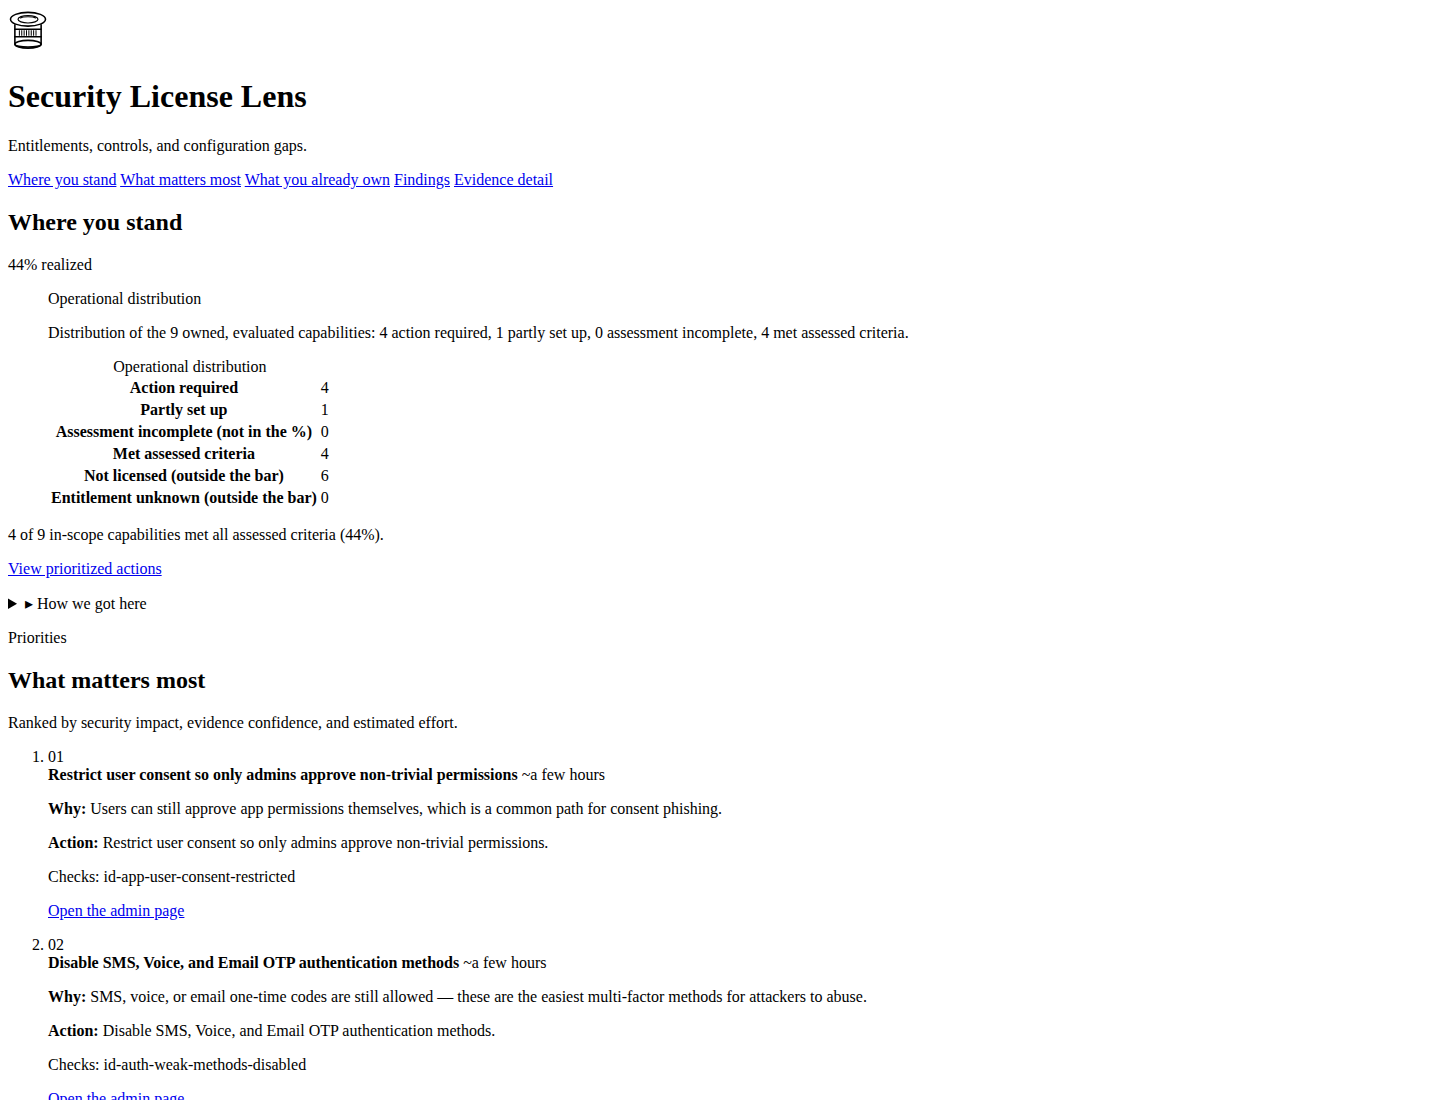 Security License Lens
Entitlements, controls, and configuration gaps.
Where you stand What matters most What you already own Findings Evidence detail
Where you stand
44% realized
Operational distribution
Distribution of the 9 owned, evaluated capabilities: 4 action required, 1 partly set up, 0 assessment incomplete, 4 met assessed criteria.
Operational distribution
Action required 4
Partly set up 1
Assessment incomplete (not in the %) 0
Met assessed criteria 4
Not licensed (outside the bar) 6
Entitlement unknown (outside the bar) 0
4 of 9 in-scope capabilities met all assessed criteria (44%).
View prioritized actions
▶ ▸ How we got here
Priorities
What matters most
Ranked by security impact, evidence confidence, and estimated effort.
1. 01
Restrict user consent so only admins approve non-trivial permissions ~a few hours
Why: Users can still approve app permissions themselves, which is a common path for consent phishing.
Action: Restrict user consent so only admins approve non-trivial permissions.
Checks: id-app-user-consent-restricted
Open the admin page
2. 02
Disable SMS, Voice, and Email OTP authentication methods ~a few hours
Why: SMS, voice, or email one-time codes are still allowed — these are the easiest multi-factor methods for attackers to abuse.
Action: Disable SMS, Voice, and Email OTP authentication methods.
Checks: id-auth-weak-methods-disabled
Open the admin page